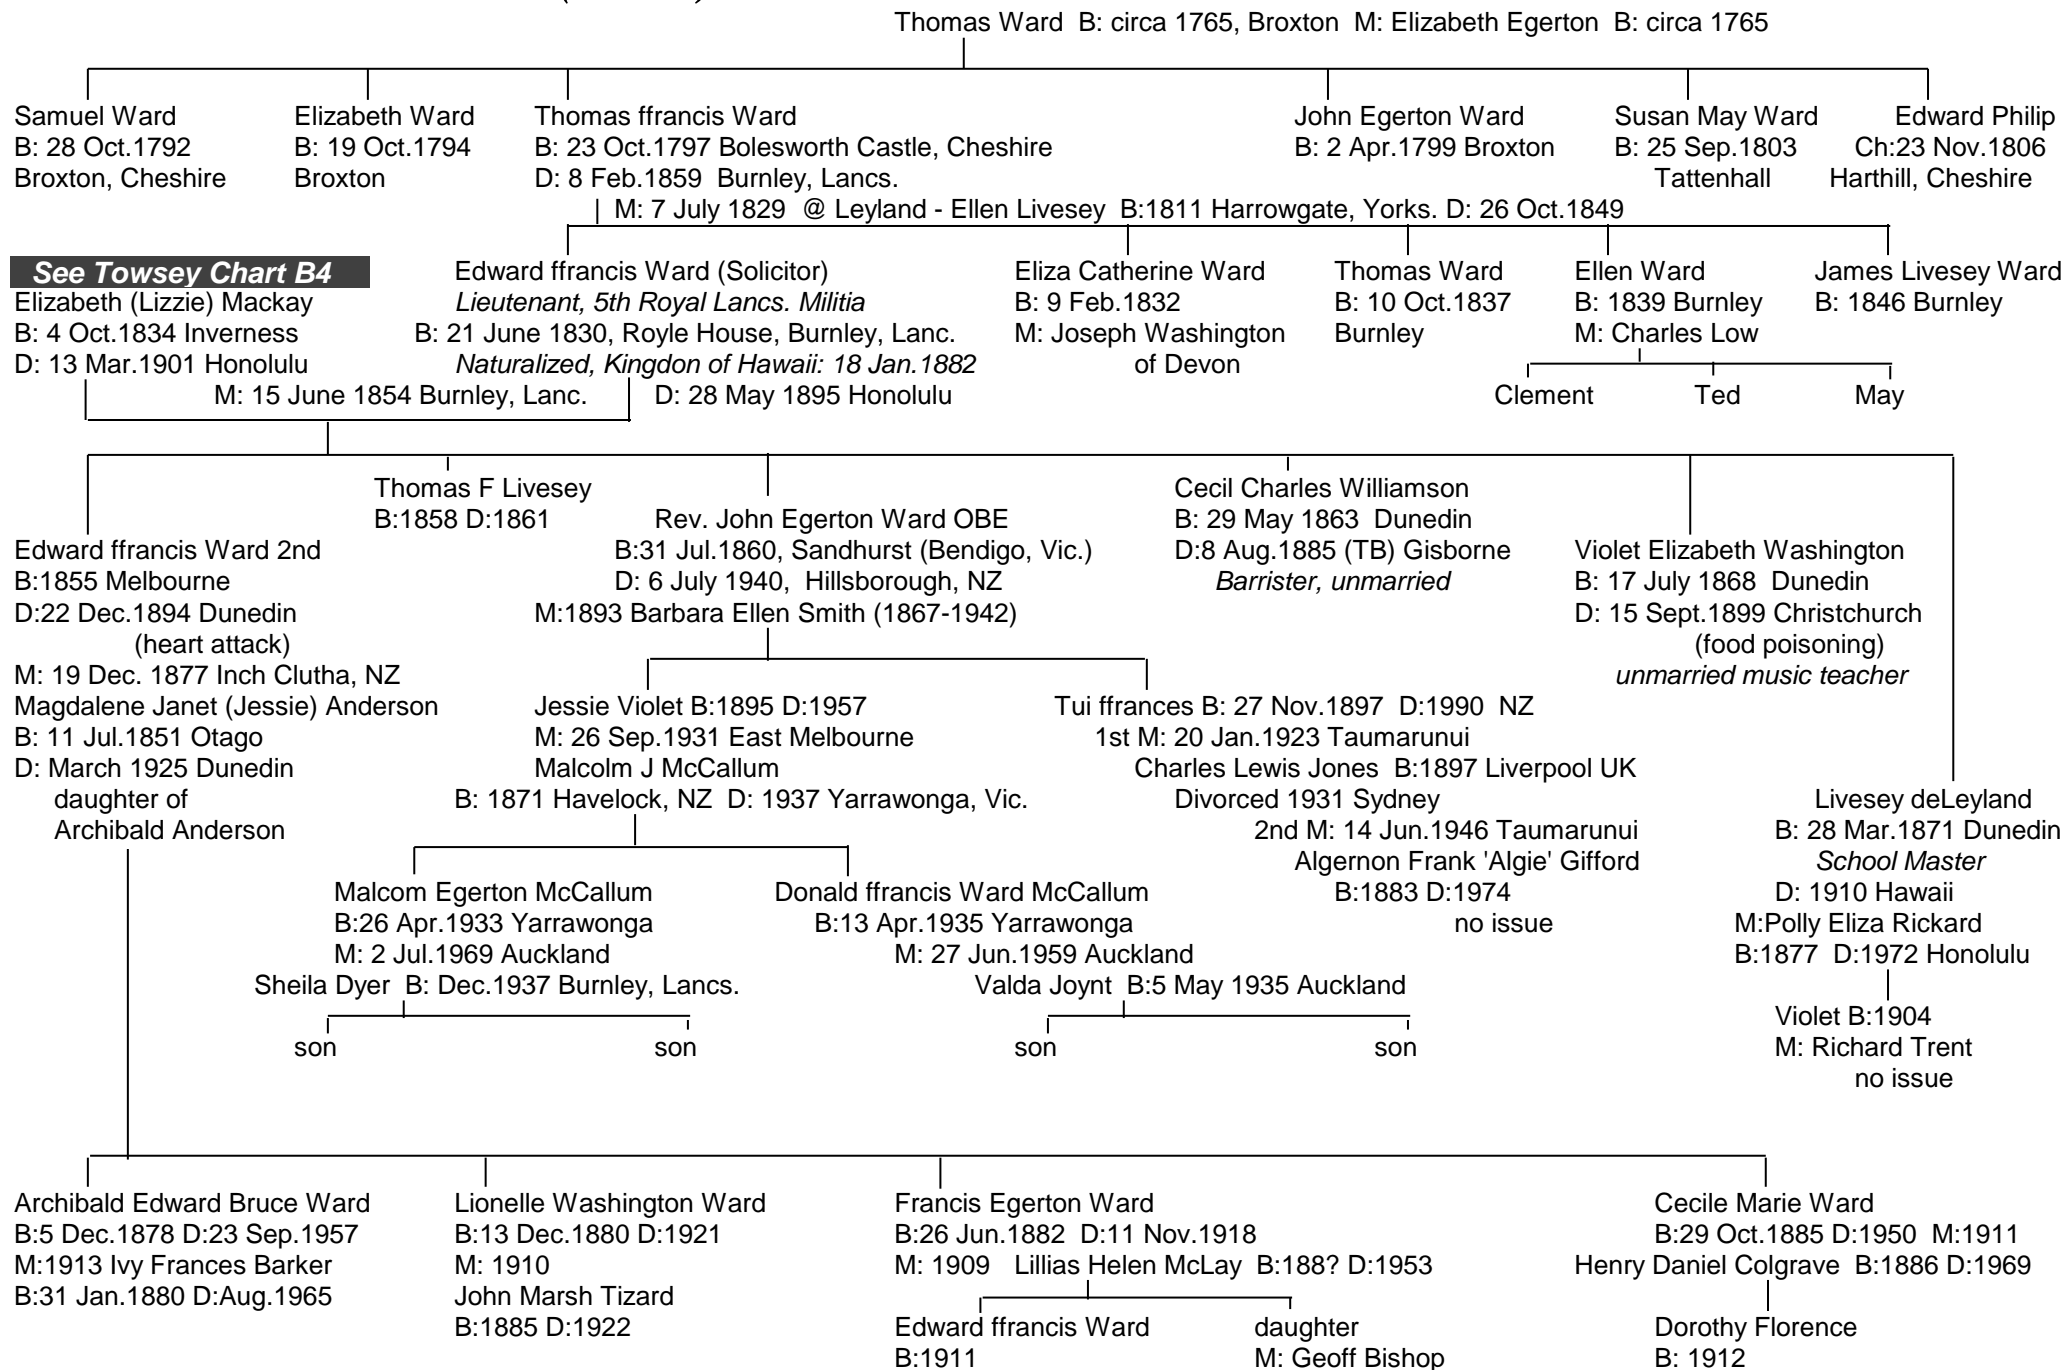 Thomas Ward B: circa 1765, Broxton M: Elizabeth Egerton B: circa 1765
Samuel Ward
B: 28 Oct.1792
Broxton, Cheshire
Elizabeth Ward
B: 19 Oct.1794
Broxton
Thomas ffrancis Ward
B: 23 Oct.1797 Bolesworth Castle, Cheshire
D: 8 Feb.1859 Burnley, Lancs.
| M: 7 July 1829 @ Leyland - Ellen Livesey B:1811 Harrowgate, Yorks. D: 26 Oct.1849
John Egerton Ward
B: 2 Apr.1799 Broxton
Susan May Ward
B: 25 Sep.1803
Tattenhall
Edward Philip
Ch:23 Nov.1806
Harthill, Cheshire
See Towsey Chart B4
Elizabeth (Lizzie) Mackay
B: 4 Oct.1834 Inverness
D: 13 Mar.1901 Honolulu
Edward ffrancis Ward (Solicitor)
Lieutenant, 5th Royal Lancs. Militia
B: 21 June 1830, Royle House, Burnley, Lanc.
Naturalized, Kingdon of Hawaii: 18 Jan.1882
M: 15 June 1854 Burnley, Lanc.
D: 28 May 1895 Honolulu
Eliza Catherine Ward
B: 9 Feb.1832
M: Joseph Washington
of Devon
Thomas Ward
B: 10 Oct.1837
Burnley
Ellen Ward
B: 1839 Burnley
M: Charles Low
Clement
Ted
May
James Livesey Ward
B: 1846 Burnley
Edward ffrancis Ward 2nd
B:1855 Melbourne
D:22 Dec.1894 Dunedin
(heart attack)
M: 19 Dec. 1877 Inch Clutha, NZ
Magdalene Janet (Jessie) Anderson
B: 11 Jul.1851 Otago
D: March 1925 Dunedin
daughter of
Archibald Anderson
Thomas F Livesey
B:1858 D:1861
Rev. John Egerton Ward OBE
B:31 Jul.1860, Sandhurst (Bendigo, Vic.)
D: 6 July 1940, Hillsborough, NZ
M:1893 Barbara Ellen Smith (1867-1942)
Cecil Charles Williamson
B: 29 May 1863 Dunedin
D:8 Aug.1885 (TB) Gisborne
Barrister, unmarried
Violet Elizabeth Washington
B: 17 July 1868 Dunedin
D: 15 Sept.1899 Christchurch
(food poisoning)
unmarried music teacher
Livesey deLeyland
B: 28 Mar.1871 Dunedin
School Master
D: 1910 Hawaii
M:Polly Eliza Rickard
B:1877 D:1972 Honolulu
Violet B:1904
M: Richard Trent
no issue
Jessie Violet B:1895 D:1957
M: 26 Sep.1931 East Melbourne
Malcolm J McCallum
B: 1871 Havelock, NZ D: 1937 Yarrawonga, Vic.
Tui ffrances B: 27 Nov.1897 D:1990 NZ
1st M: 20 Jan.1923 Taumarunui
Charles Lewis Jones B:1897 Liverpool UK
Divorced 1931 Sydney
2nd M: 14 Jun.1946 Taumarunui
Algernon Frank 'Algie' Gifford
B:1883 D:1974
no issue
Malcom Egerton McCallum
B:26 Apr.1933 Yarrawonga
M: 2 Jul.1969 Auckland
Sheila Dyer B: Dec.1937 Burnley, Lancs.
son
son
Donald ffrancis Ward McCallum
B:13 Apr.1935 Yarrawonga
M: 27 Jun.1959 Auckland
Valda Joynt B:5 May 1935 Auckland
son
son
Archibald Edward Bruce Ward
B:5 Dec.1878 D:23 Sep.1957
M:1913 Ivy Frances Barker
B:31 Jan.1880 D:Aug.1965
Lionelle Washington Ward
B:13 Dec.1880 D:1921
M: 1910
John Marsh Tizard
B:1885 D:1922
Francis Egerton Ward
B:26 Jun.1882 D:11 Nov.1918
M: 1909 Lillias Helen McLay B:188? D:1953
Edward ffrancis Ward
B:1911
daughter
M: Geoff Bishop
Cecile Marie Ward
B:29 Oct.1885 D:1950 M:1911
Henry Daniel Colgrave B:1886 D:1969
Dorothy Florence
B: 1912